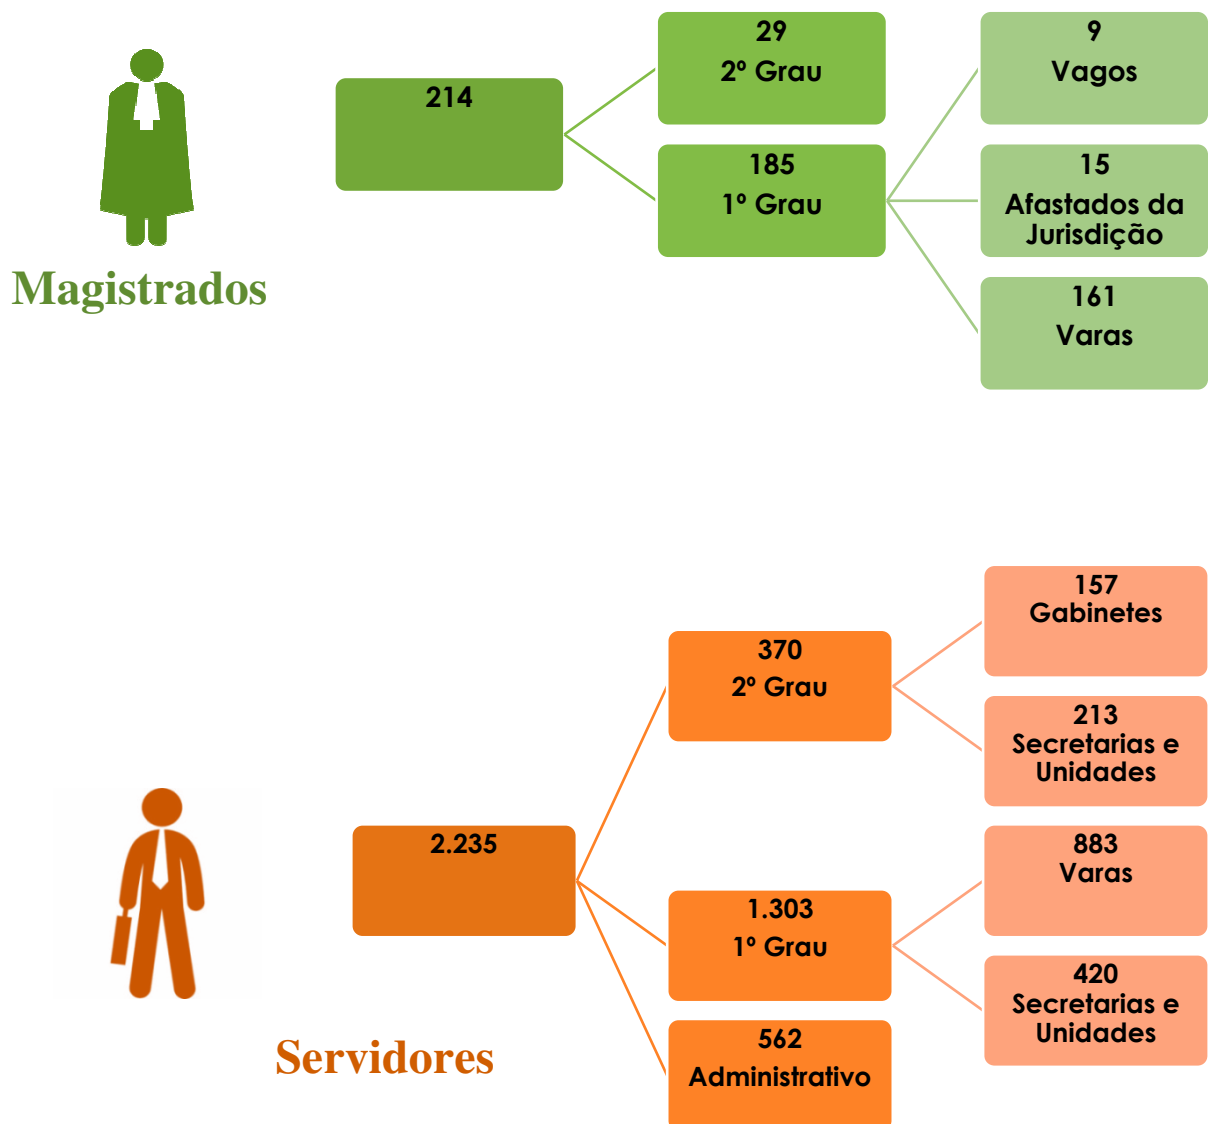 Magistrados
214
29
2º Grau
185
1º Grau
9
Vagos
15
Afastados da
Jurisdição
161
Varas
Servidores
2.235
370
2º Grau
157
Gabinetes
213
Secretarias e
Unidades
1.303
1º Grau
883
Varas
420
Secretarias e
Unidades
562
Administrativo